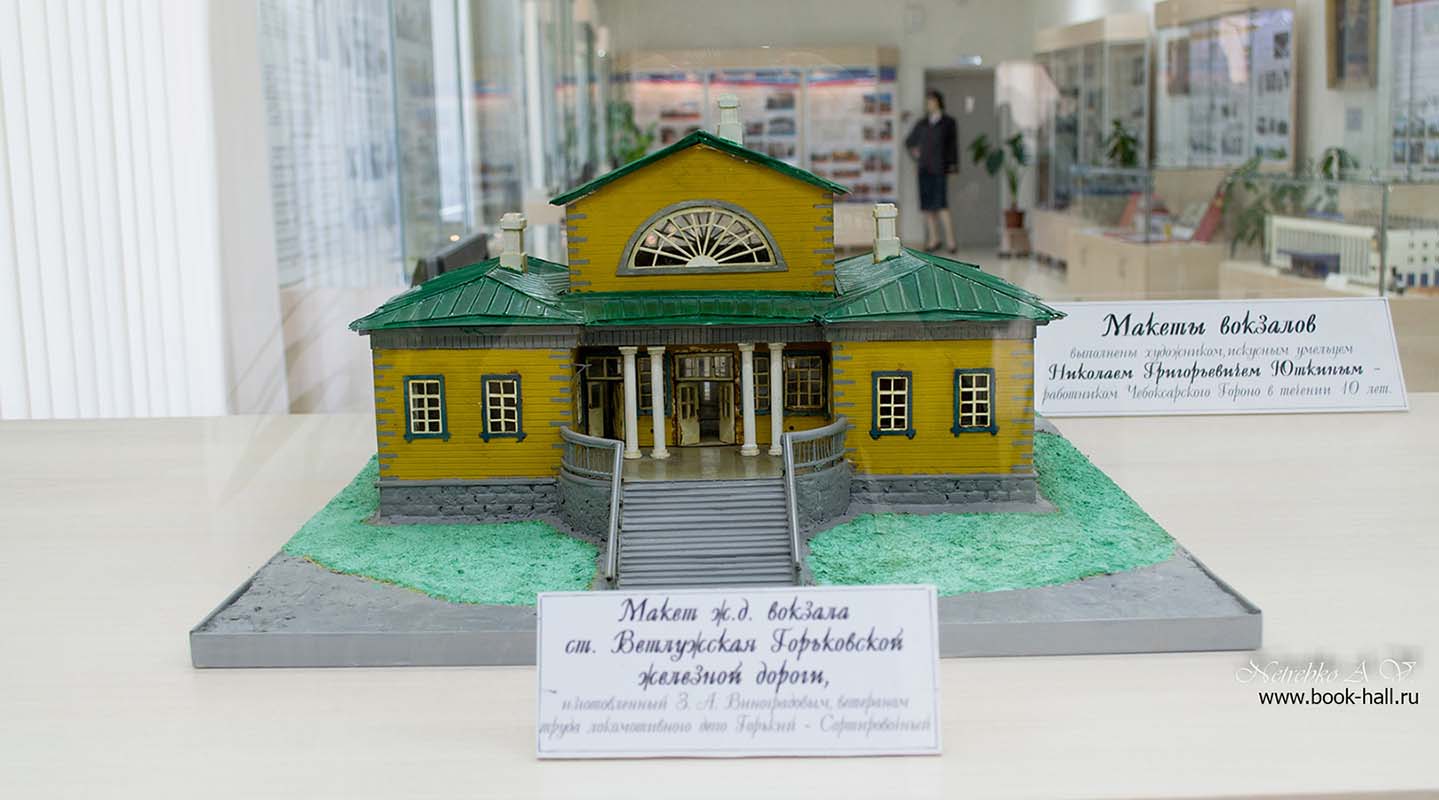 Макеты вокзалов
выполнены художником, искусным умельцем
Николаем Григорьевичем Юткиным -
работником Чебоксарского Гороно в течении 10 лет.
Макет ж.д. вокзала
ст. Ветлужская Горьковской
железной дороги,
изготовленный З. А. Виноградовым, ветераном
труда локомотивного депо Горький - Сортировочный
Netrebko A V.
www.book-hall.ru